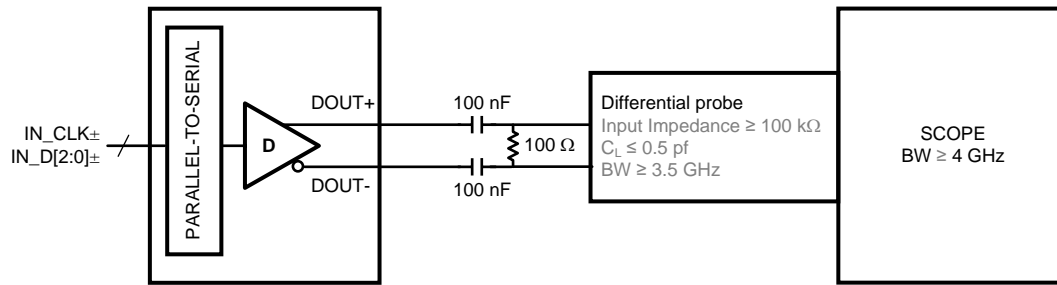 IN_CLK±
IN_D[2:0]±
PARALLEL-TO-SERIAL
D
DOUT+
DOUT-
100 nF
100 nF
100 Ω
Differential probe
Input Impedance ≥ 100 kΩ
CL ≤ 0.5 pf
BW ≥ 3.5 GHz
SCOPE
BW ≥ 4 GHz